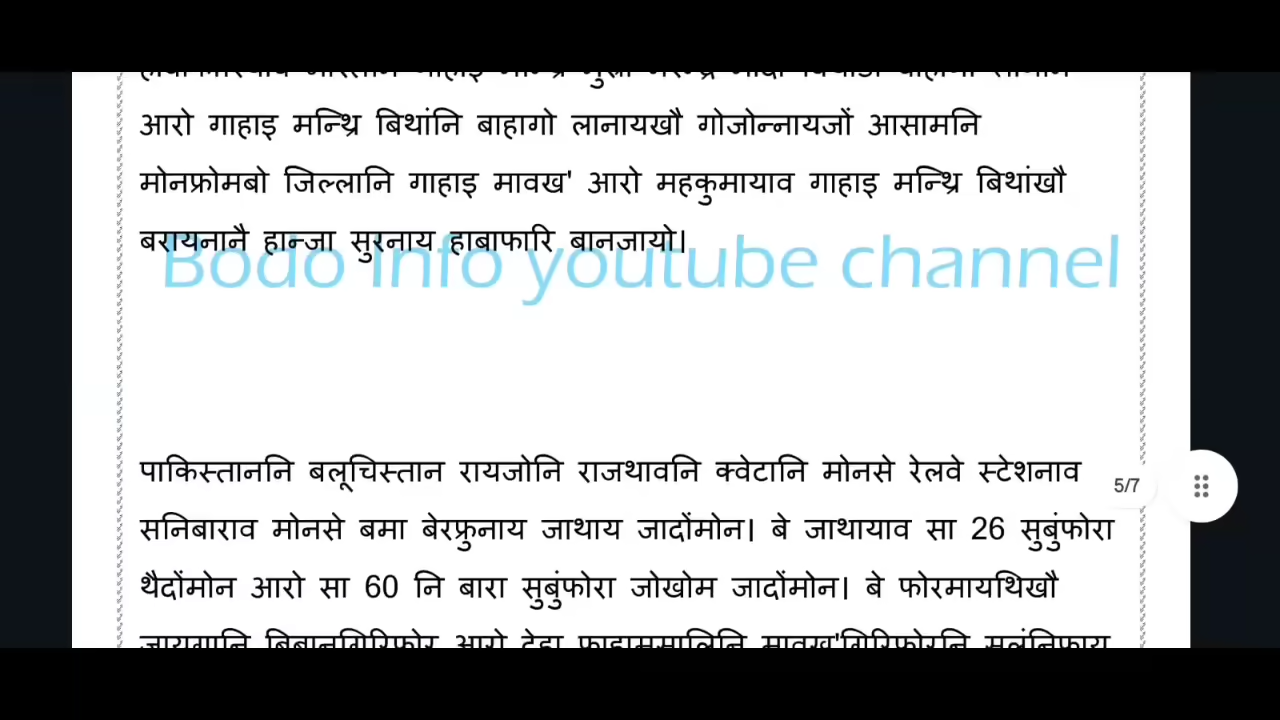 आरो गाहाइ मन्थ्रि बिथांनि बाहागो लानायखौ गोजोन्नायजों आसामनि
मोनफ्रोमबो जिल्लानि गाहाइ मावख' आरो महकुमायाव गाहाइ मन्थ्रि बिथांखौ
बरायनानै हान्जा सुरनाय हाबाफारि बानजायो।
Bodo Info youtube channel
पाकिस्ताननि बलूचिस्तान रायजोनि राजथावनि क्वेटानि मोनसे रेलवे स्टेशनाव
5/7
सनिबाराव मोनसे बमा बेरफ्रुनाय जाथाय जादोंमोन। बे जाथायाव सा 26 सुबुंफोरा
थैदोंमोन आरो सा 60 नि बारा सुबुंफोरा जोखोम जादोंमोन। बे फोरमायथिखौ